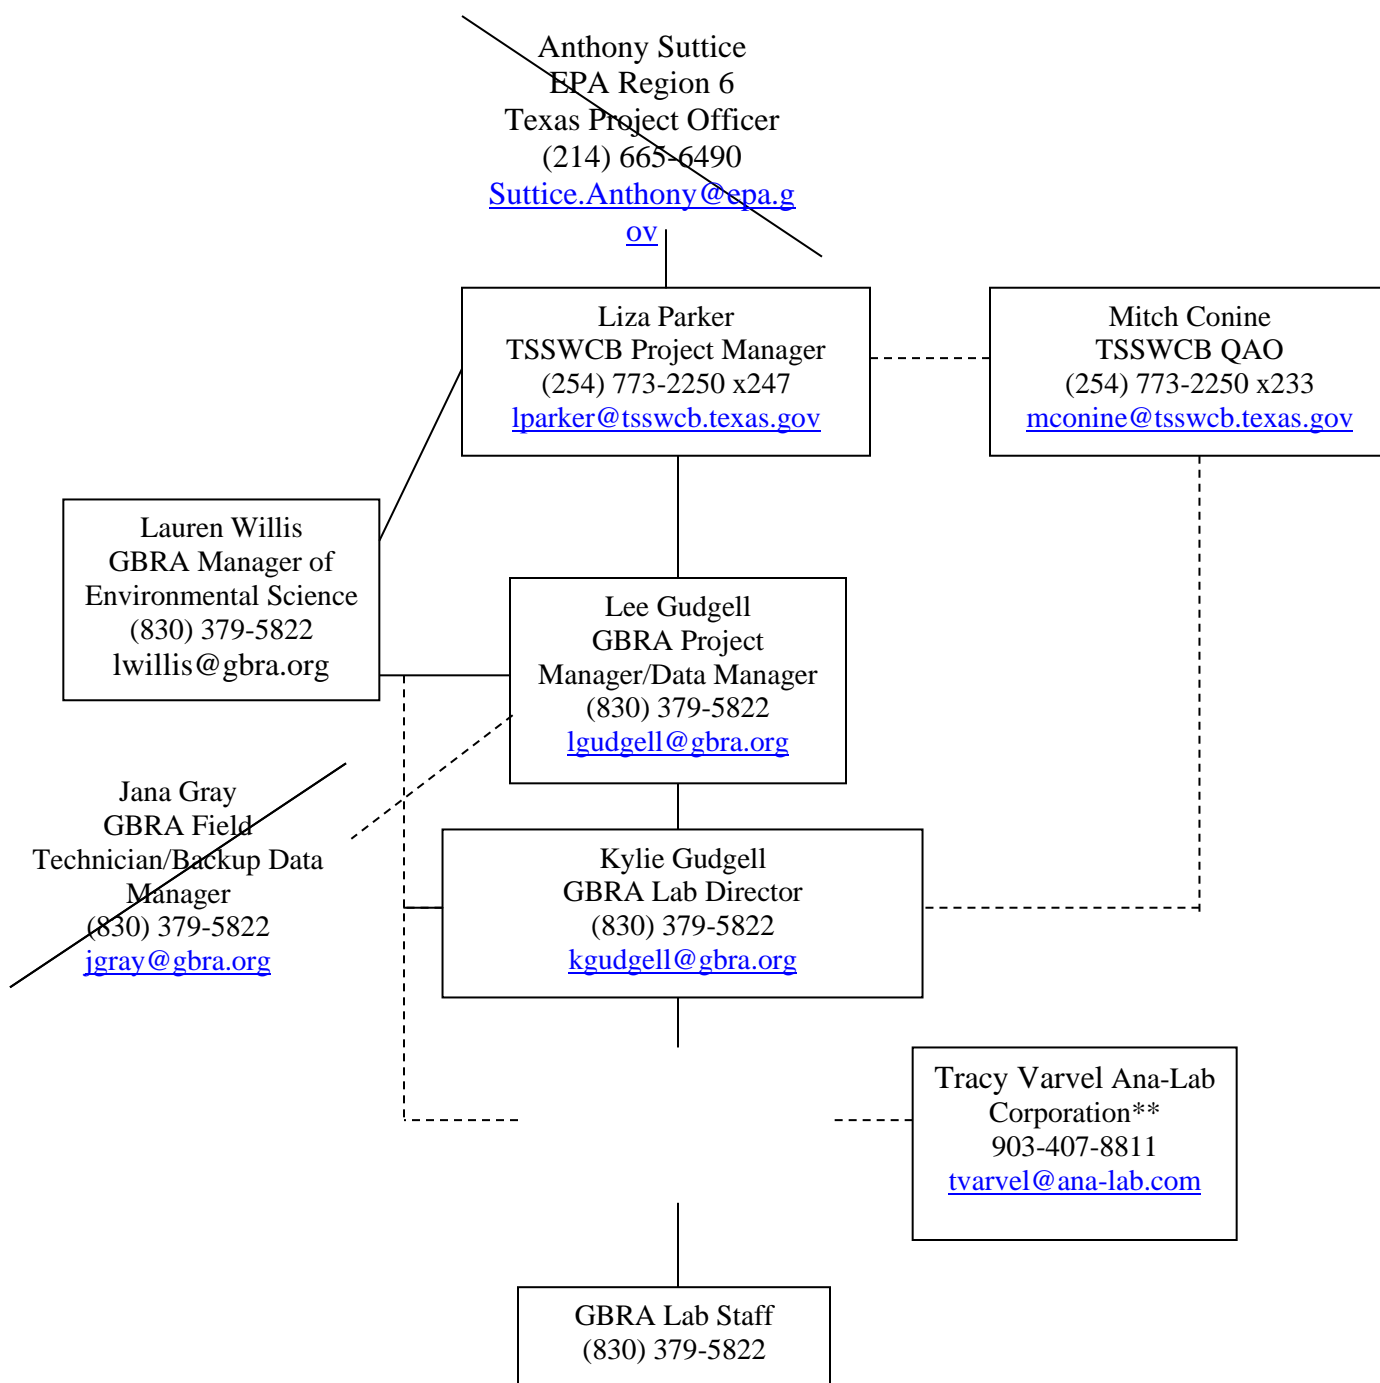 Anthony Suttice
EPA Region 6
Texas Project Officer
(214) 665-6490
Suttice.Anthony@epa.g
ov
Liza Parker
TSSWCB Project Manager
(254) 773-2250 x247
lparker@tsswcb.texas.gov
Mitch Conine
TSSWCB QAO
(254) 773-2250 x233
mconine@tsswcb.texas.gov
Lauren Willis
GBRA Manager of
Environmental Science
(830) 379-5822
lwillis@gbra.org
Lee Gudgell
GBRA Project
Manager/Data Manager
(830) 379-5822
lgudgell@gbra.org
Jana Gray
GBRA Field
Technician/Backup Data
Manager
(830) 379-5822
jgray@gbra.org
Kylie Gudgell
GBRA Lab Director
(830) 379-5822
kgudgell@gbra.org
Tracy Varvel Ana-Lab
Corporation**
903-407-8811
tvarvel@ana-lab.com
GBRA Lab Staff
(830) 379-5822